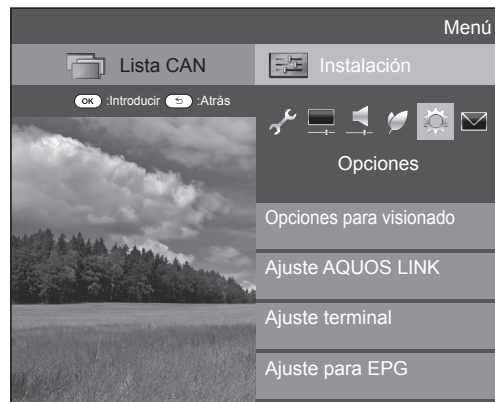 Menú
Lista CAN
Instalación
OK :Introducir :Atrás
Opciones
Opciones para visionado
Ajuste AQUOS LINK
Ajuste terminal
Ajuste para EPG